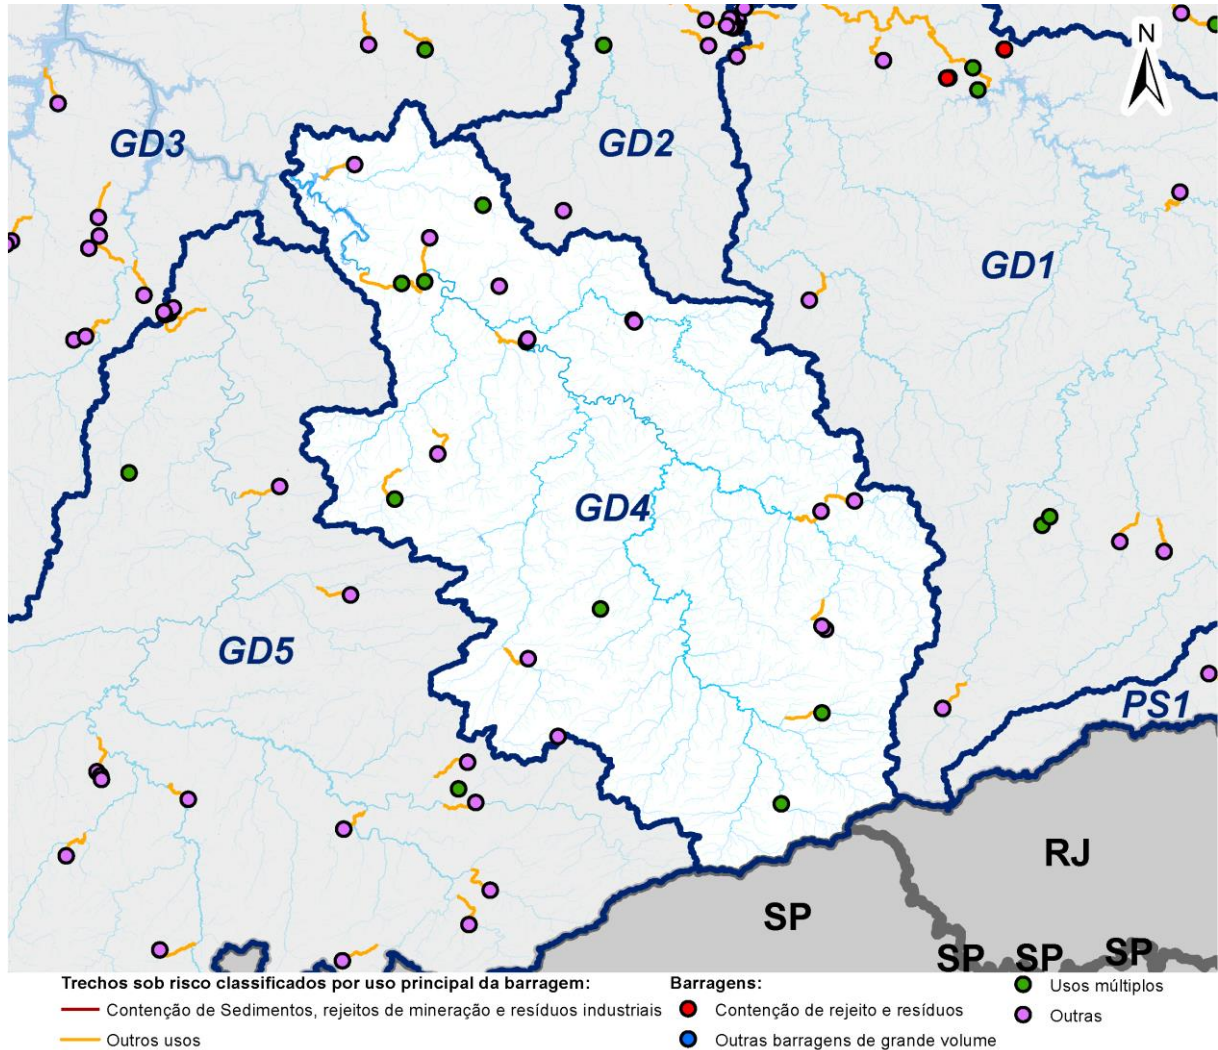 N
GD3
GD2
GD1
GD4
GD5
PS1
RJ
SP
SP
SP
SP
Trechos sob risco classificados por uso principal da barragem:
Contenção de Sedimentos, rejeitos de mineração e resíduos industriais
Outros usos
Barragens:
Contenção de rejeito e resíduos
Outras barragens de grande volume
Usos múltiplos
Outras